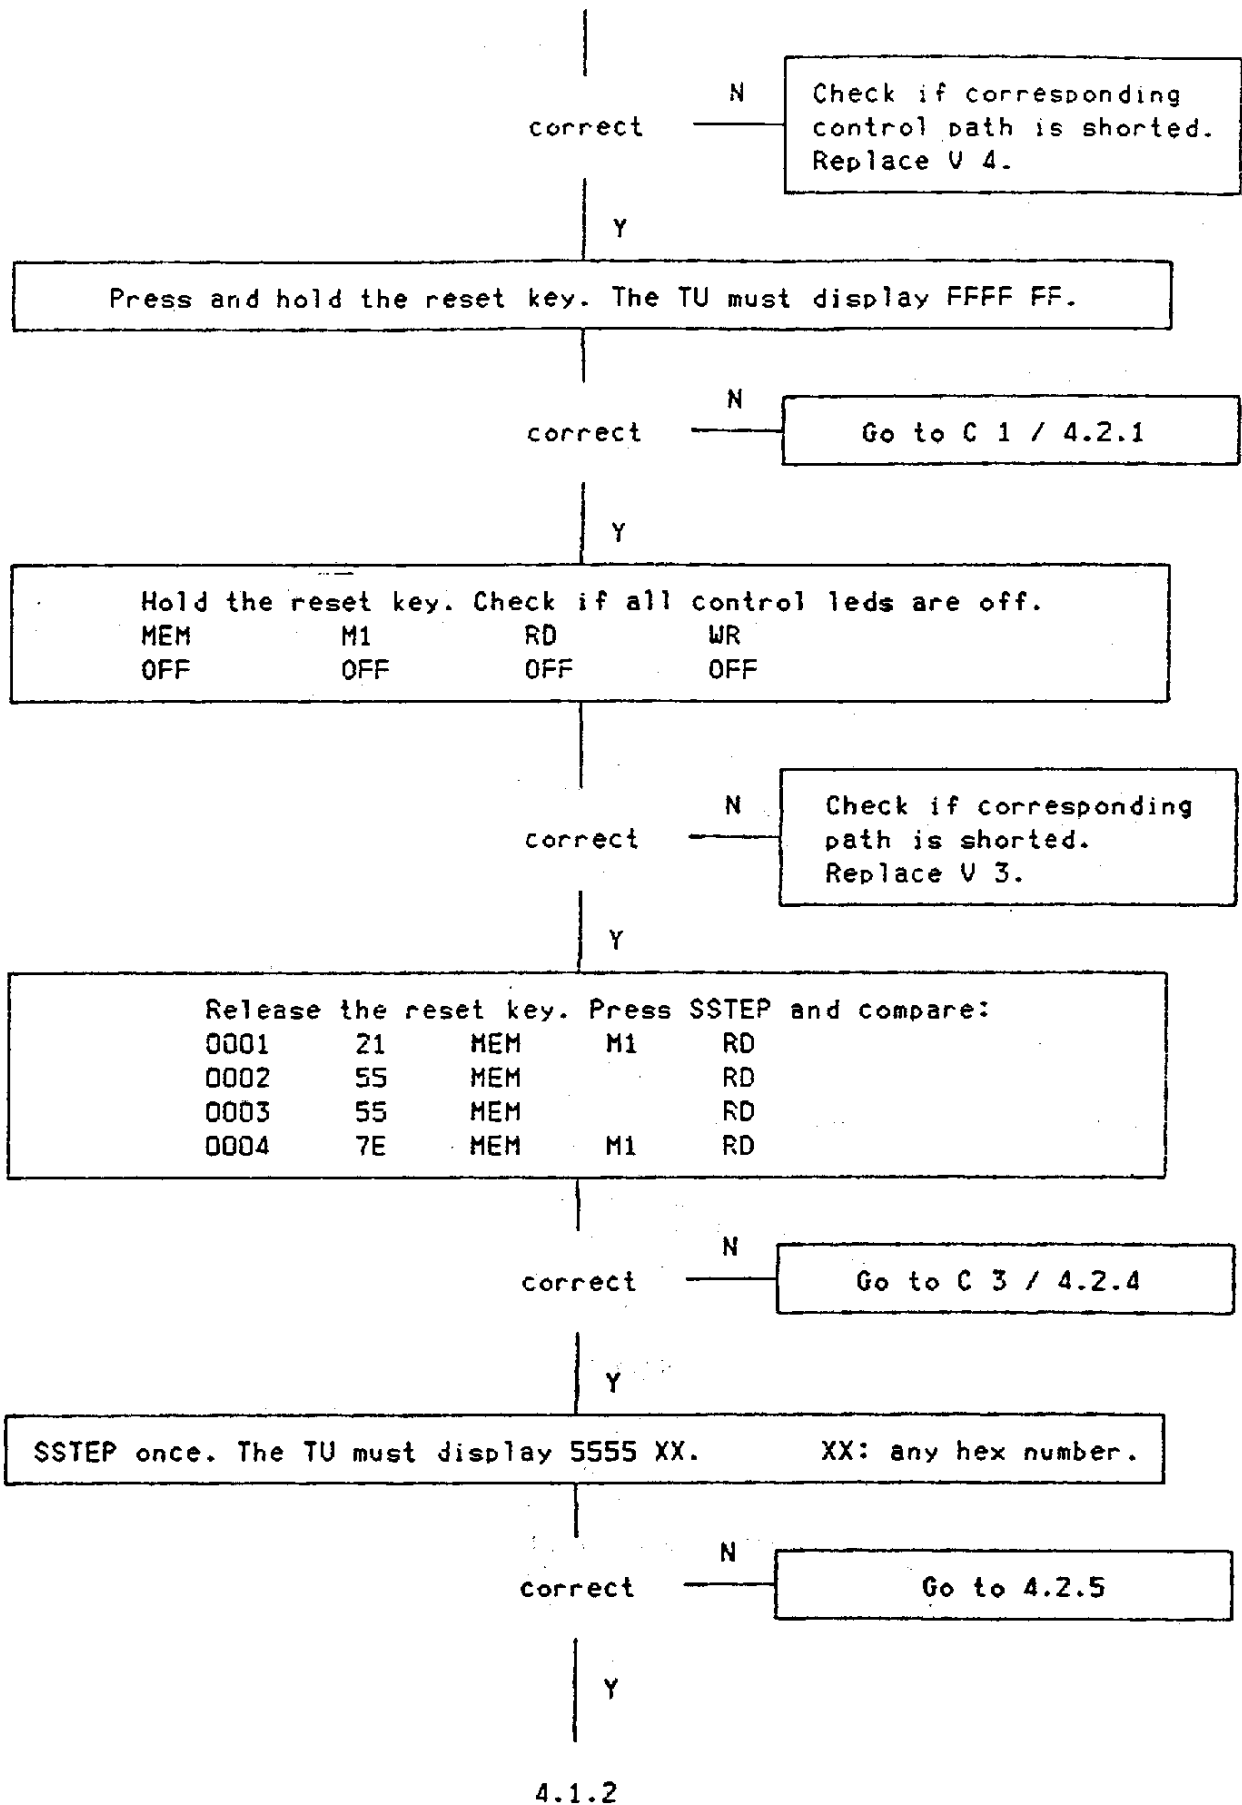 N
Check if corresponding
correct
control path is shorted.
Replace V 4.
Y
Press and hold the reset key. The TU must display FFFF FF.
N
correct
Go to C 1 / 4.2.1
Y
Hold the reset key. Check if all control leds are off.
MEM M1 RD WR
OFF OFF OFF OFF
N
Check if corresponding
correct
path is shorted.
Replace V 3.
Y
Release the reset key. Press SSTEP and compare:
0001 21 MEM M1 RD
0002 55 MEM RD
0003 55 MEM RD
0004 7E MEM M1 RD
N
correct
Go to C 3 / 4.2.4
Y
SSTEP once. The TU must display 5555 XX. XX: any hex number.
N
correct
Go to 4.2.5
Y
4.1.2